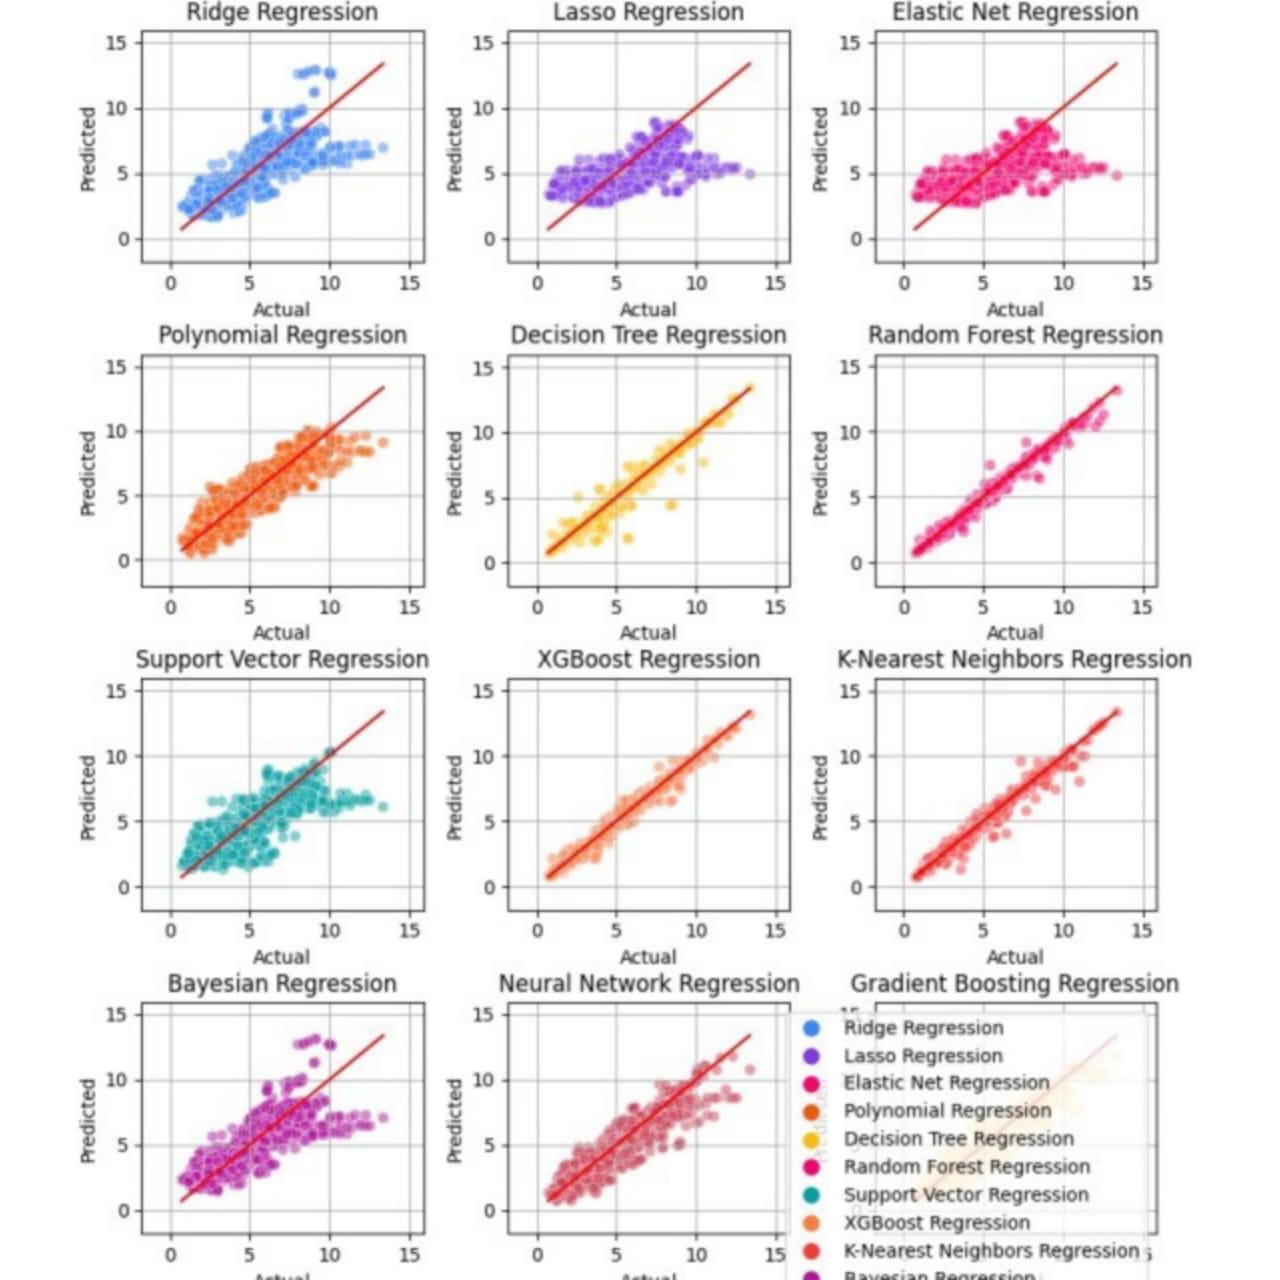 Ridge Regression
Lasso Regression
Elastic Net Regression
15
10
5
0
Predicted
0 5 10 15
Actual
15
10
5
0
Predicted
0 5 10 15
Actual
15
10
5
0
Predicted
0 5 10 15
Actual
Polynomial Regression
Decision Tree Regression
Random Forest Regression
15
10
5
0
Predicted
0 5 10 15
Actual
15
10
5
0
Predicted
0 5 10 15
Actual
15
10
5
0
Predicted
0 5 10 15
Actual
Support Vector Regression
XGBoost Regression
K-Nearest Neighbors Regression
15
10
5
0
Predicted
0 5 10 15
Actual
15
10
5
0
Predicted
0 5 10 15
Actual
15
10
5
0
Predicted
0 5 10 15
Actual
Bayesian Regression
Neural Network Regression
Gradient Boosting Regression
15
10
5
0
Predicted
0 5 10 15
Actual
15
10
5
0
Predicted
0 5 10 15
Actual
Ridge Regression
Lasso Regression
Elastic Net Regression
Polynomial Regression
Decision Tree Regression
Random Forest Regression
Support Vector Regression
XGBoost Regression
K-Nearest Neighbors Regression
Bayesian Regression